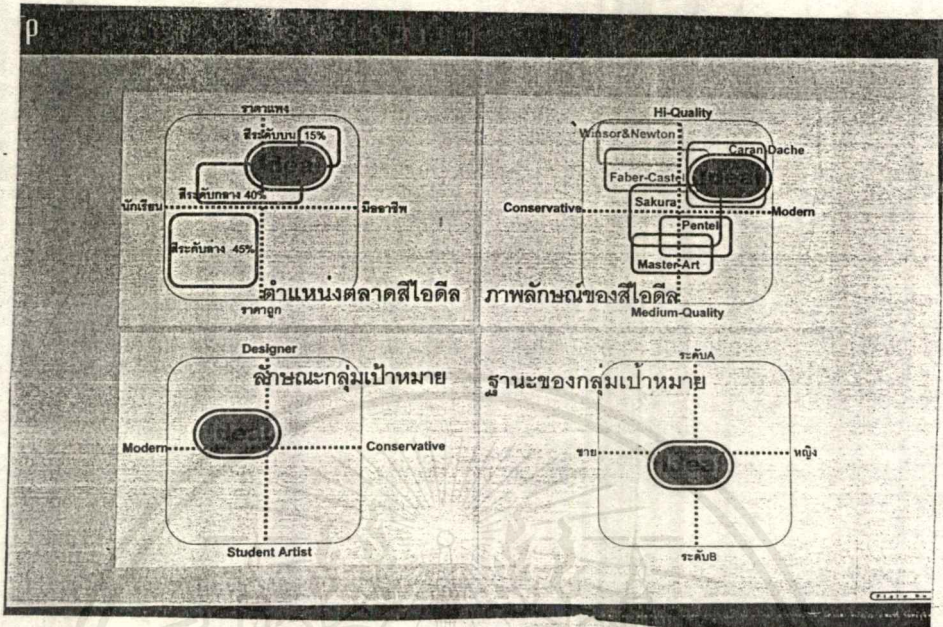 ราคาแพง
สีระดับบน 15%
Ideal
สีระดับกลาง 40%
นักเรียน
มืออาชีพ
สีระดับลาง 45%
ตำแหน่งตลาดสีไอดีล
ราคาถูก
Hi-Quality
Winsor&Newton
Caran Dache
Faber-Castel
Ideal
Sakura
Conservative
Modern
Pentel
Master-Art
ภาพลักษณ์ของสีไอดีล
Medium-Quality
Designer
ลักษณะกลุ่มเป้าหมาย
Ideal
Modern
Conservative
Student Artist
ระดับA
ฐานะของกลุ่มเป้าหมาย
ชาย
หญิง
Ideal
ระดับB